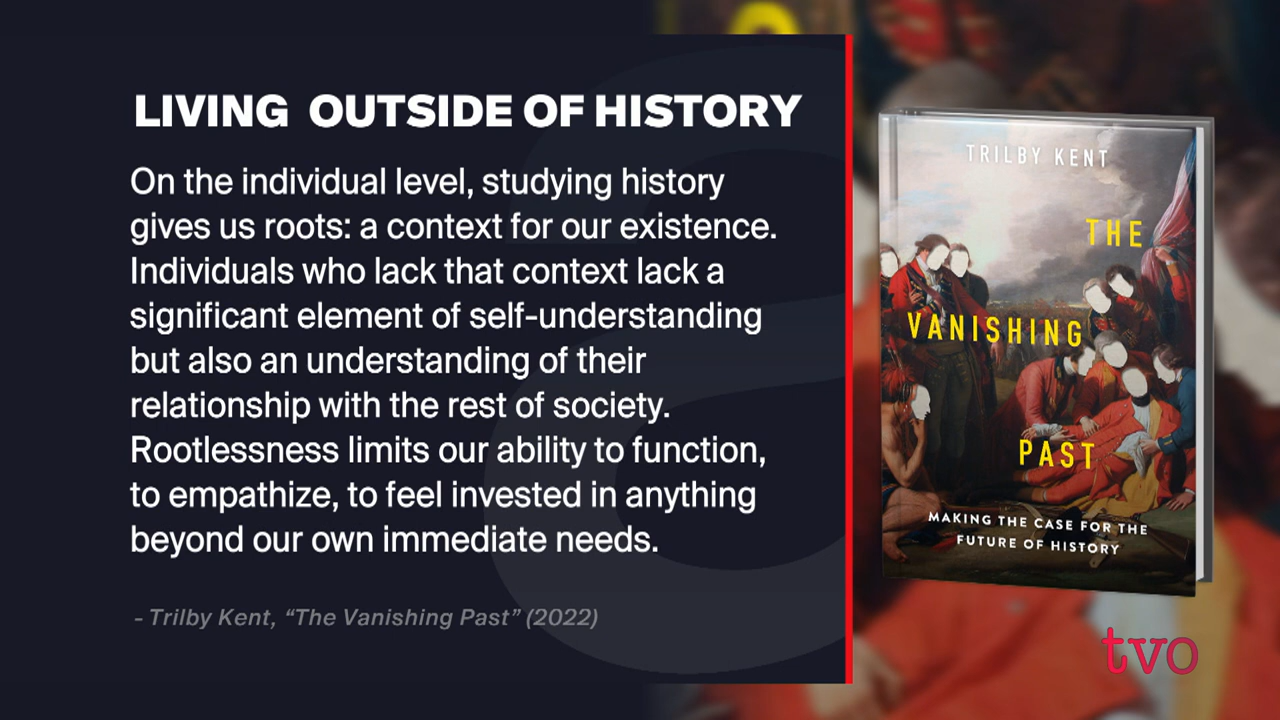 LIVING OUTSIDE OF HISTORY
On the individual level, studying history
gives us roots: a context for our existence.
Individuals who lack that context lack a
significant element of self-understanding
but also an understanding of their
relationship with the rest of society.
Rootlessness limits our ability to function,
to empathize, to feel invested in anything
beyond our own immediate needs.
- Trilby Kent, “The Vanishing Past” (2022)
TRILBY KENT
THE
VANISHING
PAST
MAKING THE CASE FOR THE
FUTURE OF HISTORY
tvo